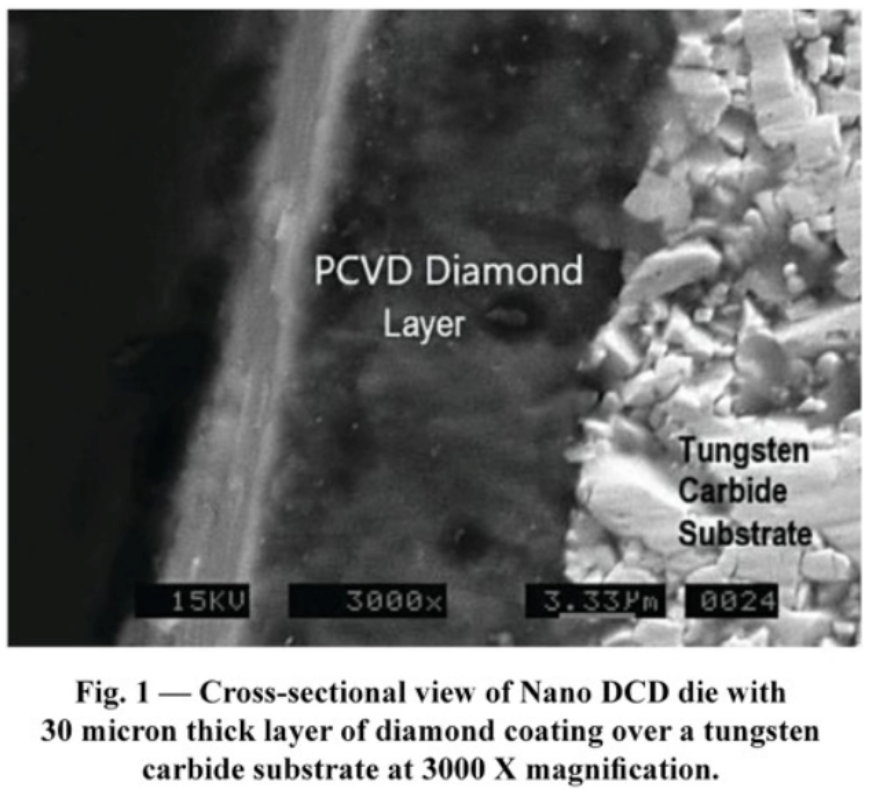 PCVD Diamond
Layer
Tungsten
Carbide
Substrate
15KV 3000x 3.33µm 0024
Fig. 1 — Cross-sectional view of Nano DCD die with
30 micron thick layer of diamond coating over a tungsten
carbide substrate at 3000 X magnification.